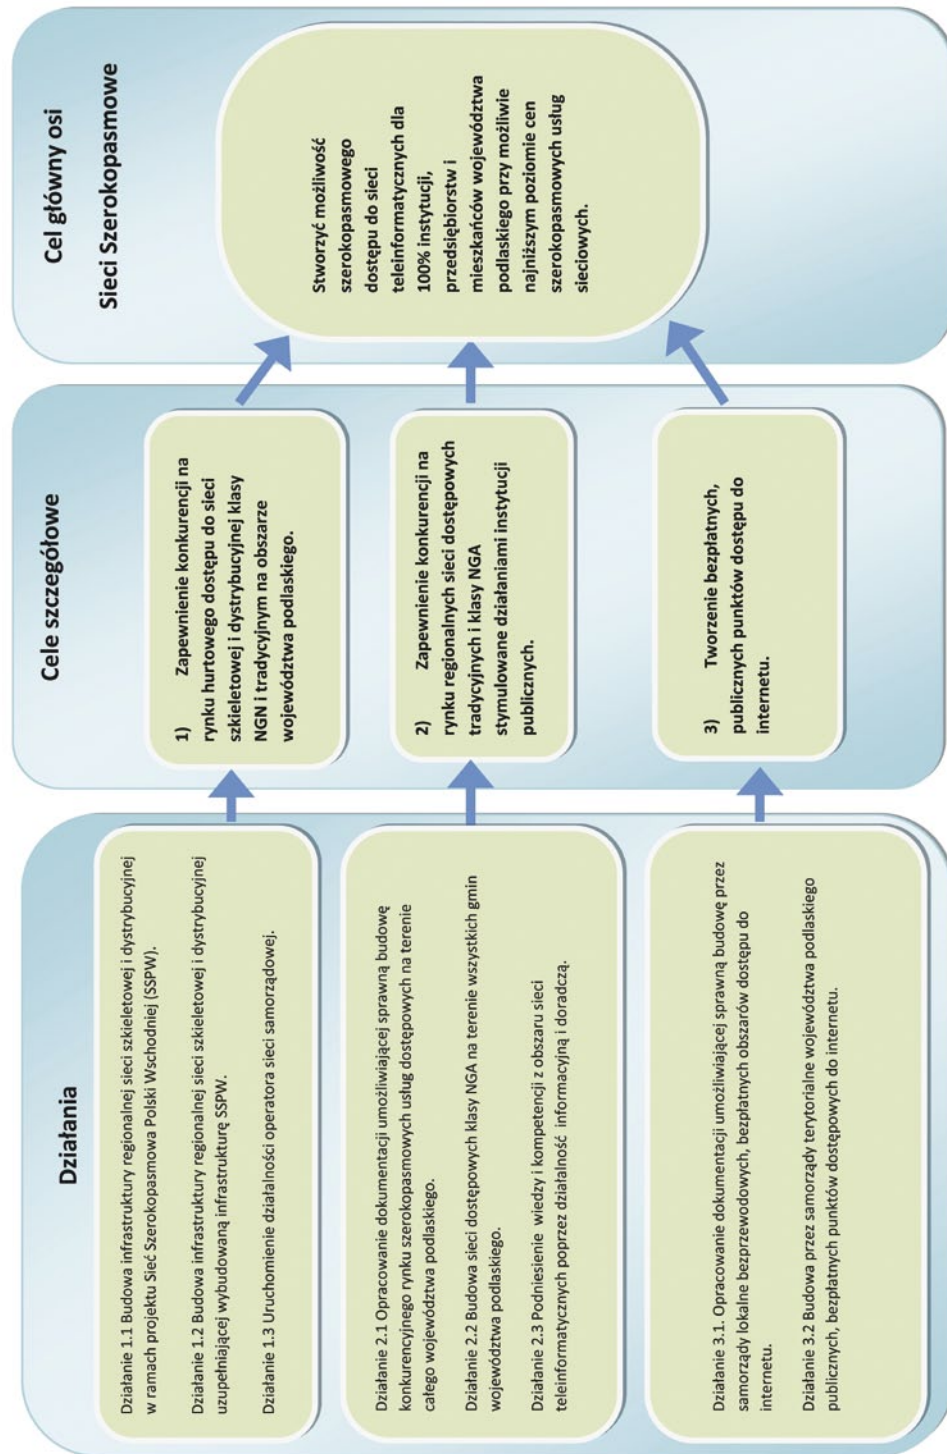 Działania
Działanie 1.1 Budowa infrastruktury regionalnej sieci szkieletowej i dystrybucyjnej
w ramach projektu Sieć Szerokopasmowa Polski Wschodniej (SSPW).
Działanie 1.2 Budowa infrastruktury regionalnej sieci szkieletowej i dystrybucyjnej
uzupełniającej wybudowaną infrastrukturę SSPW.
Działanie 1.3 Uruchomienie działalności operatora sieci samorządowej.
Działanie 2.1 Opracowanie dokumentacji umożliwiającej sprawną budowę
konkurencyjnego rynku szerokopasmowych usług dostępowych na terenie
całego województwa podlaskiego.
Działanie 2.2 Budowa sieci dostępowych klasy NGA na terenie wszystkich gmin
województwa podlaskiego.
Działanie 2.3 Podniesienie wiedzy i kompetencji z obszaru sieci
teleinformatycznych poprzez działalność informacyjną i doradczą.
Działanie 3.1. Opracowanie dokumentacji umożliwiającej sprawną budowę przez
samorządy lokalne bezprzewodowych, bezpłatnych obszarów dostępu do
internetu.
Działanie 3.2 Budowa przez samorządy terytorialne województwa podlaskiego
publicznych, bezpłatnych punktów dostępowych do internetu.
Cele szczegółowe
1) Zapewnienie konkurencji na
rynku hurtowego dostępu do sieci
szkieletowej i dystrybucyjnej klasy
NGN i tradycyjnym na obszarze
województwa podlaskiego.
2) Zapewnienie konkurencji na
rynku regionalnych sieci dostępowych
tradycyjnych i klasy NGA
stymulowane działaniami instytucji
publicznych.
3) Tworzenie bezpłatnych,
publicznych punktów dostępu do
internetu.
Cel główny osi
Sieci Szerokopasmowe
Stworzyć możliwość
szerokopasmowego
dostępu do sieci
teleinformatycznych dla
100% instytucji,
przedsiębiorstw i
mieszkańców województwa
podlaskiego przy możliwie
najniższym poziomie cen
szerokopasmowych usług
sieciowych.